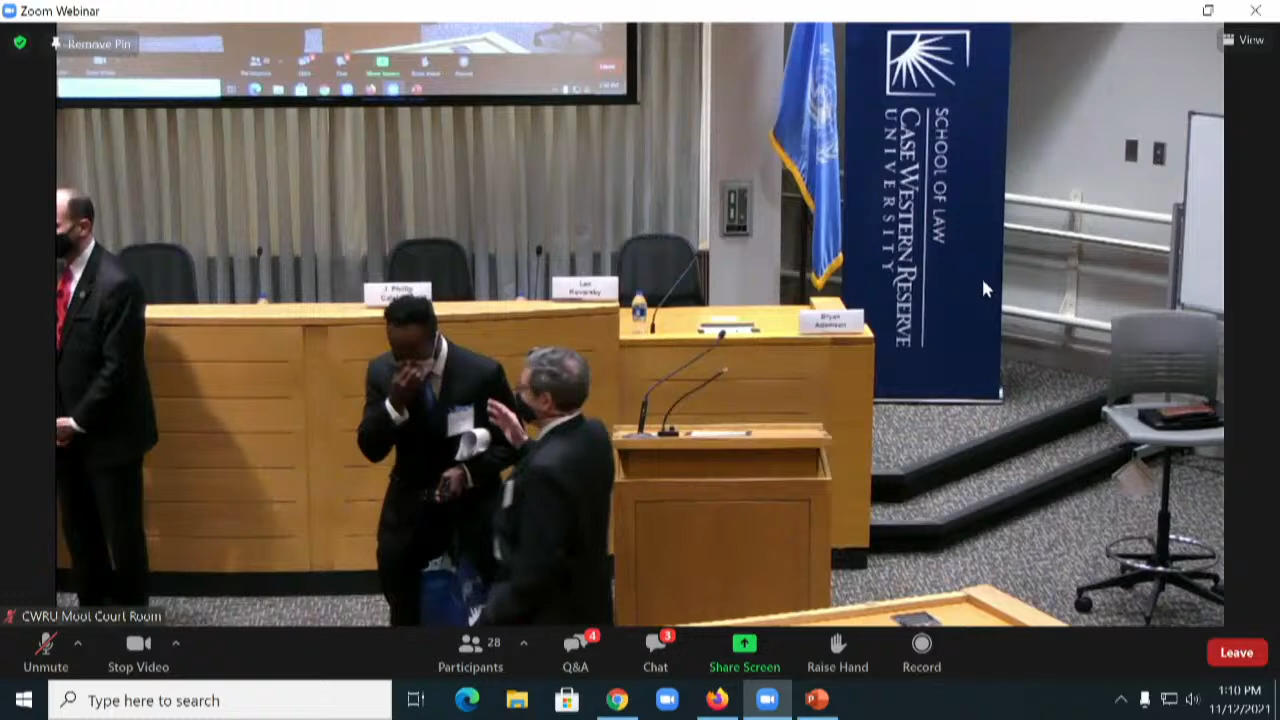 Zoom Webinar
Remove Pin
View
SCHOOL OF LAW
CASE WESTERN RESERVE
UNIVERSITY
J. Phillip
Bryan
Adamson
CWRU Moot Court Room
Unmute
Stop Video
Participants
28
Q&A
4
Chat
3
Share Screen
Raise Hand
Record
Leave
Type here to search
1:10 PM
11/12/2021